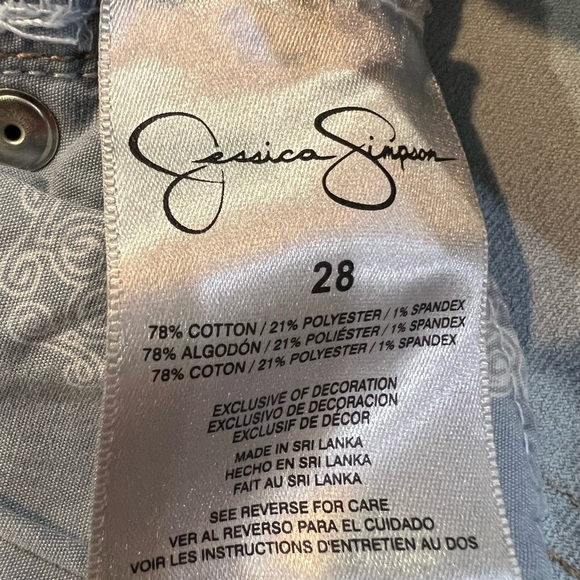 Jessica Simpson
28
78% COTTON / 21% POLYESTER / 1% SPANDEX
78% ALGODÓN / 21% POLIÉSTER / 1% SPANDEX
78% COTON / 21% POLYESTER / 1% SPANDEX
EXCLUSIVE OF DECORATION
EXCLUSIVO DE DECORACION
EXCLUSIF DE DÉCOR
MADE IN SRI LANKA
HECHO EN SRI LANKA
FAIT AU SRI LANKA
SEE REVERSE FOR CARE
VER AL REVERSO PARA EL CUIDADO
VOIR LES INSTRUCTIONS D'ENTRETIEN AU DOS